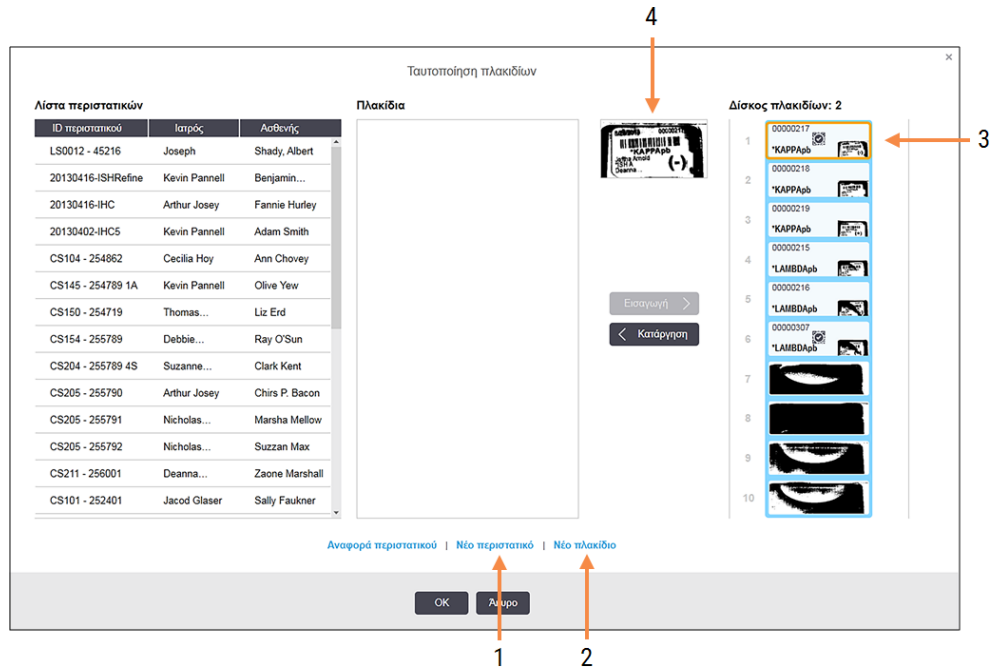 4
Ταυτοποίηση πλακιδίων
×
Λίστα περιστατικών
ID περιστατικού Ιατρός Ασθενής
LS0012 - 45216 Joseph Shady, Albert
20130416-ISHRefine Kevin Pannell Benjamin...
20130416-IHC Arthur Josey Fannie Hurley
20130402-IHC5 Kevin Pannell Adam Smith
CS104 - 254862 Cecilia Hoy Ann Chovey
CS145 - 254789 1A Kevin Pannell Olive Yew
CS150 - 254719 Thomas... Liz Erd
CS154 - 255789 Debbie... Ray O'Sun
CS204 - 255789 4S Suzanne... Clark Kent
CS205 - 255790 Arthur Josey Chirs P. Bacon
CS205 - 255791 Nicholas... Marsha Mellow
CS205 - 255792 Nicholas... Suzzan Max
CS211 - 256001 Deanna... Zaone Marshall
CS101 - 252401 Jacod Glaser Sally Faukner
Πλακίδια
*KAPPApb
Arnold
Deanna...
(-)
Εισαγωγή
Κατάργηση
Δίσκος πλακιδίων: 2
1 00000217
*KAPPApb
3
2 00000218
*KAPPApb
3 00000219
*KAPPApb
4 00000215
*LAMBDApb
5 00000216
*LAMBDApb
6 00000307
*LAMBDApb
7
8
9
10
Αναφορά περιστατικού | Νέο περιστατικό | Νέο πλακίδιο
OK
1
2